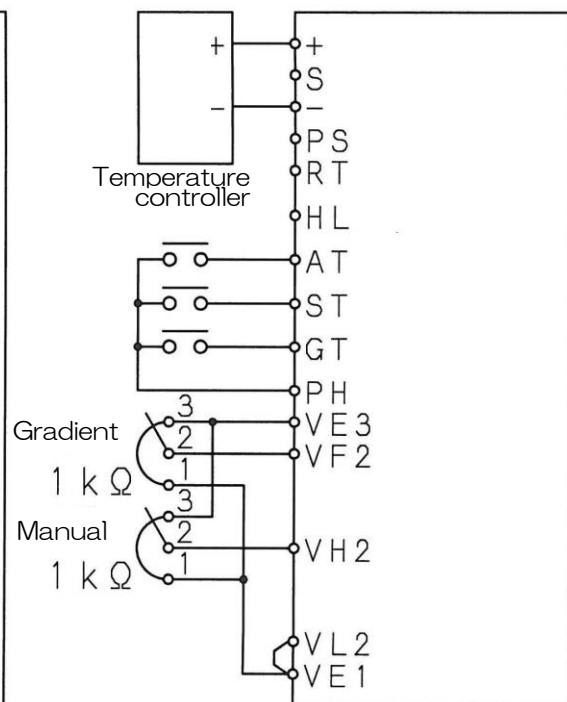 + +
S
− −
PS
Temperature
controller
RT
HL
AT
ST
GT
PH
3
VE3
Gradient
2
VF2
1
1 kΩ
3
Manual
2
VH2
1
1 kΩ
VL2
VE1